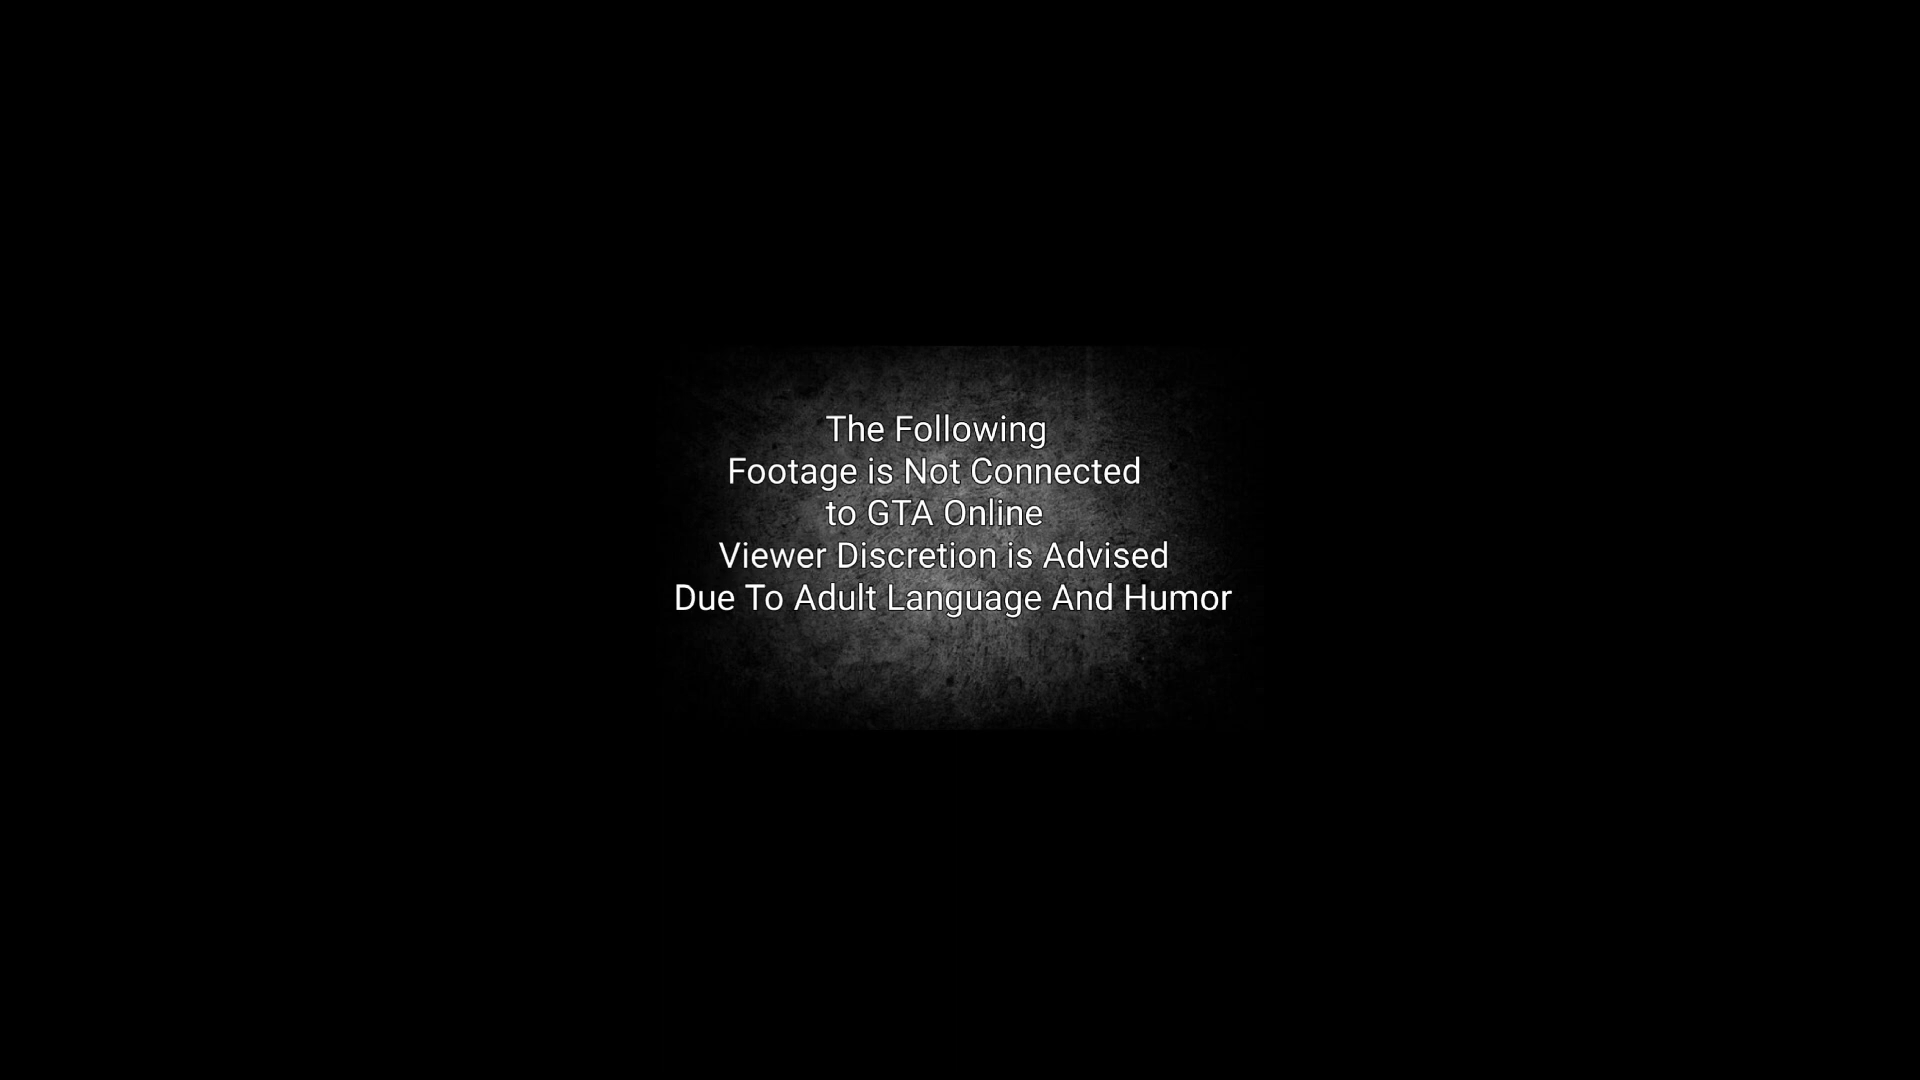 The Following
Footage is Not Connected
to GTA Online
Viewer Discretion is Advised
Due To Adult Language And Humor